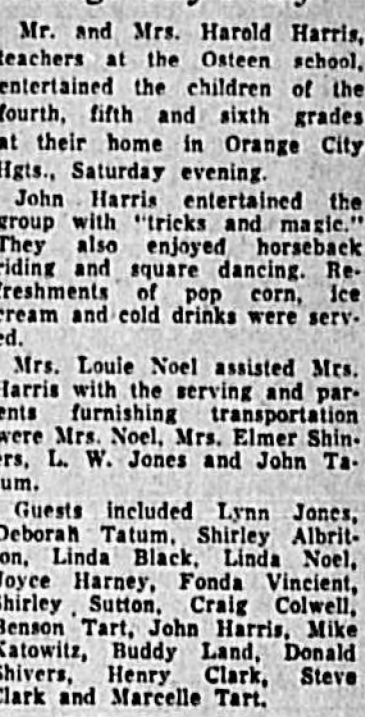 Mr. and Mrs. Harold Harris,
teachers at the Osteen school,
entertained the children of the
fourth, fifth and sixth grades
at their home in Orange City
Hgts., Saturday evening.
John Harris entertained the
group with "tricks and magic."
They also enjoyed horseback
riding and square dancing. Re-
freshments of pop corn, ice
cream and cold drinks were serv-
ed.
Mrs. Louie Noel assisted Mrs.
Harris with the serving and par-
ents furnishing transportation
were Mrs. Noel, Mrs. Elmer Shin-
ers, L. W. Jones and John Ta-
tum.
Guests included Lynn Jones,
Deborah Tatum, Shirley Albrit-
ton, Linda Black, Linda Noel,
Joyce Harney, Fonda Vincient,
Shirley Sutton, Craig Colwell,
Benson Tart, John Harris, Mike
Katowitz, Buddy Land, Donald
Shivers, Henry Clark, Steve
Clark and Marcelle Tart.